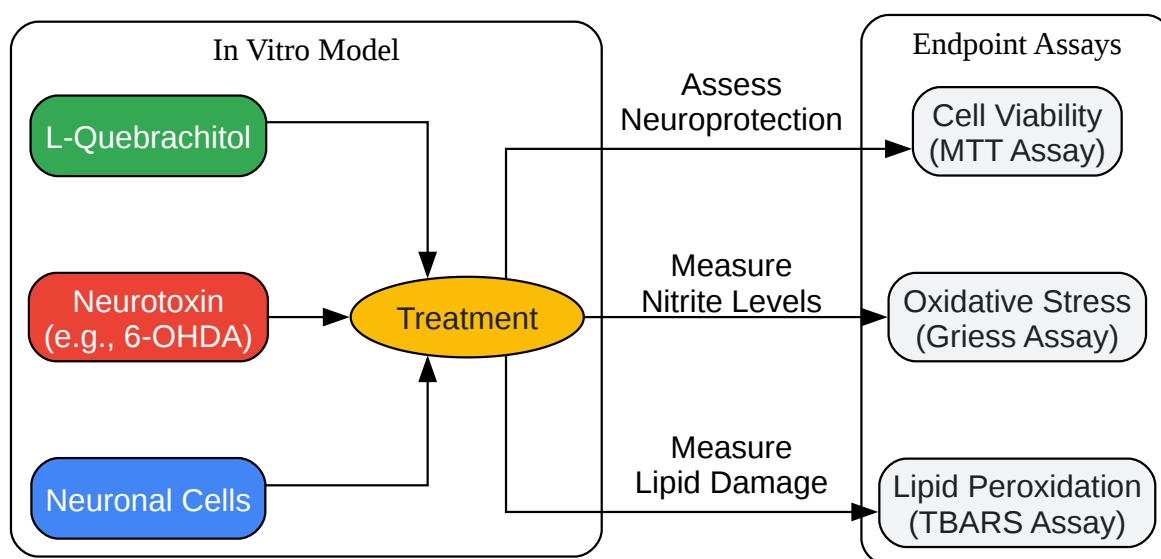 In Vitro Model
L-Quebrachitol
Neurotoxin
(e.g., 6-OHDA)
Neuronal Cells
Treatment
Assess
Neuroprotection
Measure
Nitrite Levels
Measure
Lipid Damage
Endpoint Assays
Cell Viability
(MTT Assay)
Oxidative Stress
(Griess Assay)
Lipid Peroxidation
(TBARS Assay)